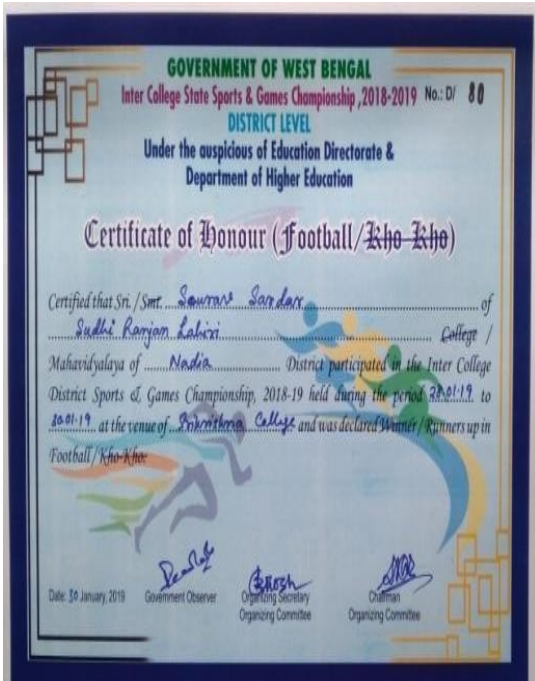 GOVERNMENT OF WEST BENGAL
Inter College State Sports & Games Championship ,2018-2019 No.: D/ 80
DISTRICT LEVEL
Under the auspicious of Education Directorate &
Department of Higher Education
Certificate of Honour (Football/Kho Kho)
Certified that Sri. /Smt. Sourav Sardar of
Sudhi Ranjan Lahiri College /
Mahavidyalaya of Nadia District participated in the Inter College
District Sports & Games Championship, 2018-19 held during the period 28.01.19 to
30.01.19 at the venue of College and was declared Winner / Runners up in
Football / Kho-Kho.
Date: 30 January, 2019 Government Observer Organizing Secretary Chairman
Organizing Committee Organizing Committee